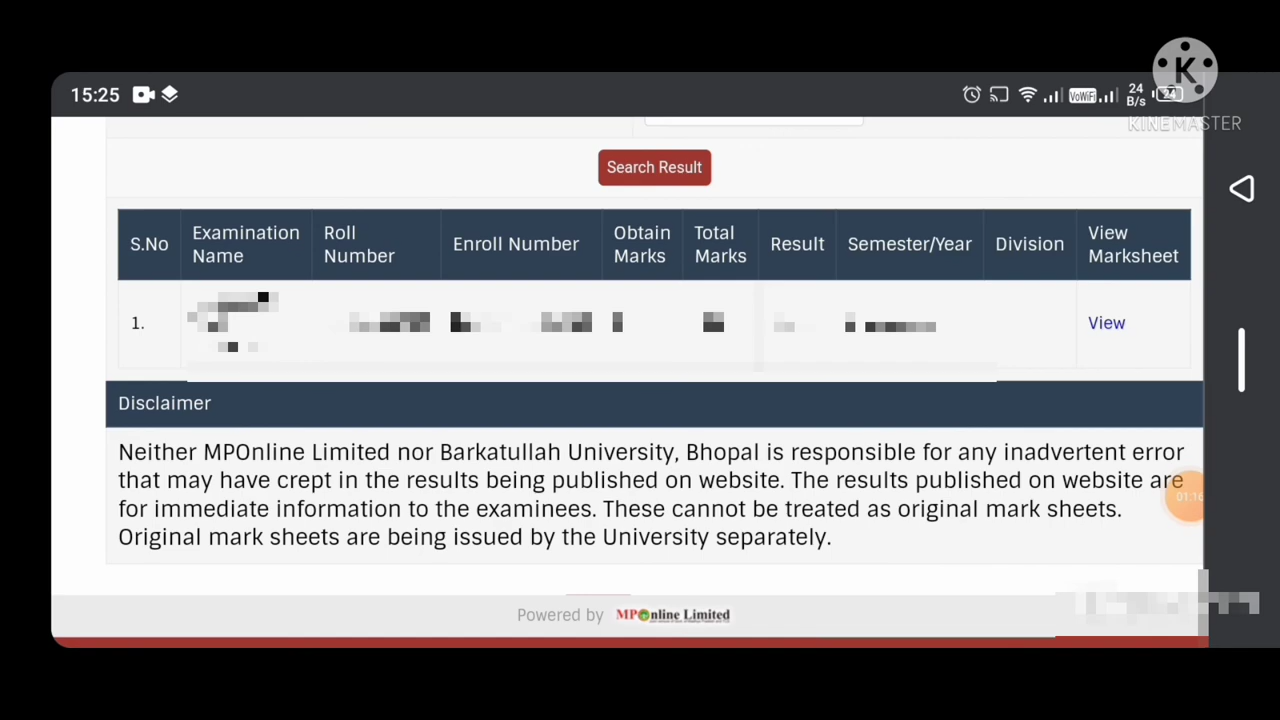 15:25
VoWiFi
24
B/s
24
K
KINEMASTER
Search Result
S.No Examination Name Roll Number Enroll Number Obtain Marks Total Marks Result Semester/Year Division View Marksheet
1. View
Disclaimer
Neither MPOnline Limited nor Barkatullah University, Bhopal is responsible for any inadvertent error
that may have crept in the results being published on website. The results published on website are
for immediate information to the examinees. These cannot be treated as original mark sheets.
Original mark sheets are being issued by the University separately.
01:16
Powered by MPOnline Limited